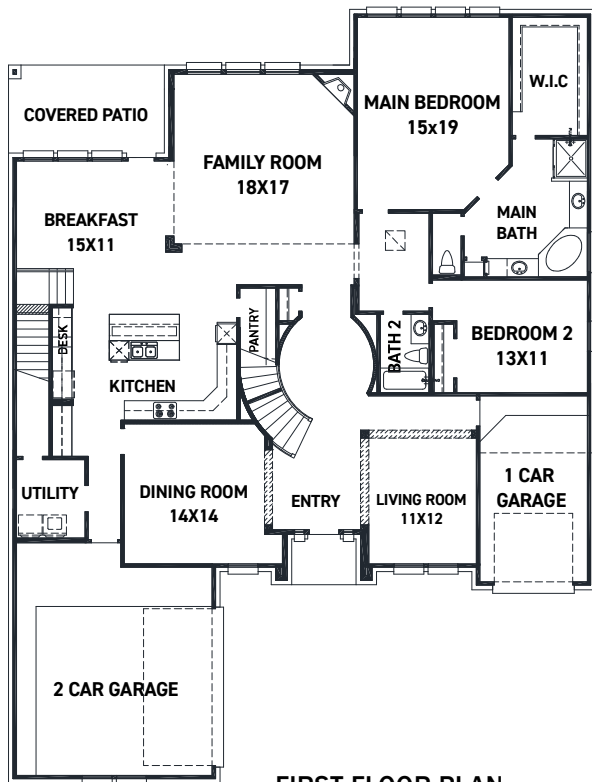 COVERED PATIO
FAMILY ROOM
18X17
MAIN BEDROOM
15x19
W.I.C
BREAKFAST
15X11
MAIN
BATH
DESK
PANTRY
BATH 2
BEDROOM 2
13X11
KITCHEN
UTILITY
DINING ROOM
14X14
ENTRY
LIVING ROOM
11X12
1 CAR
GARAGE
2 CAR GARAGE
FIRST FLOOR PLAN